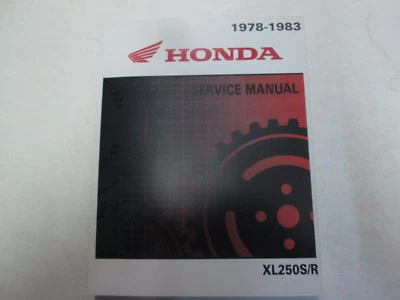 1978-1983
HONDA
SERVICE MANUAL
XL250S/R